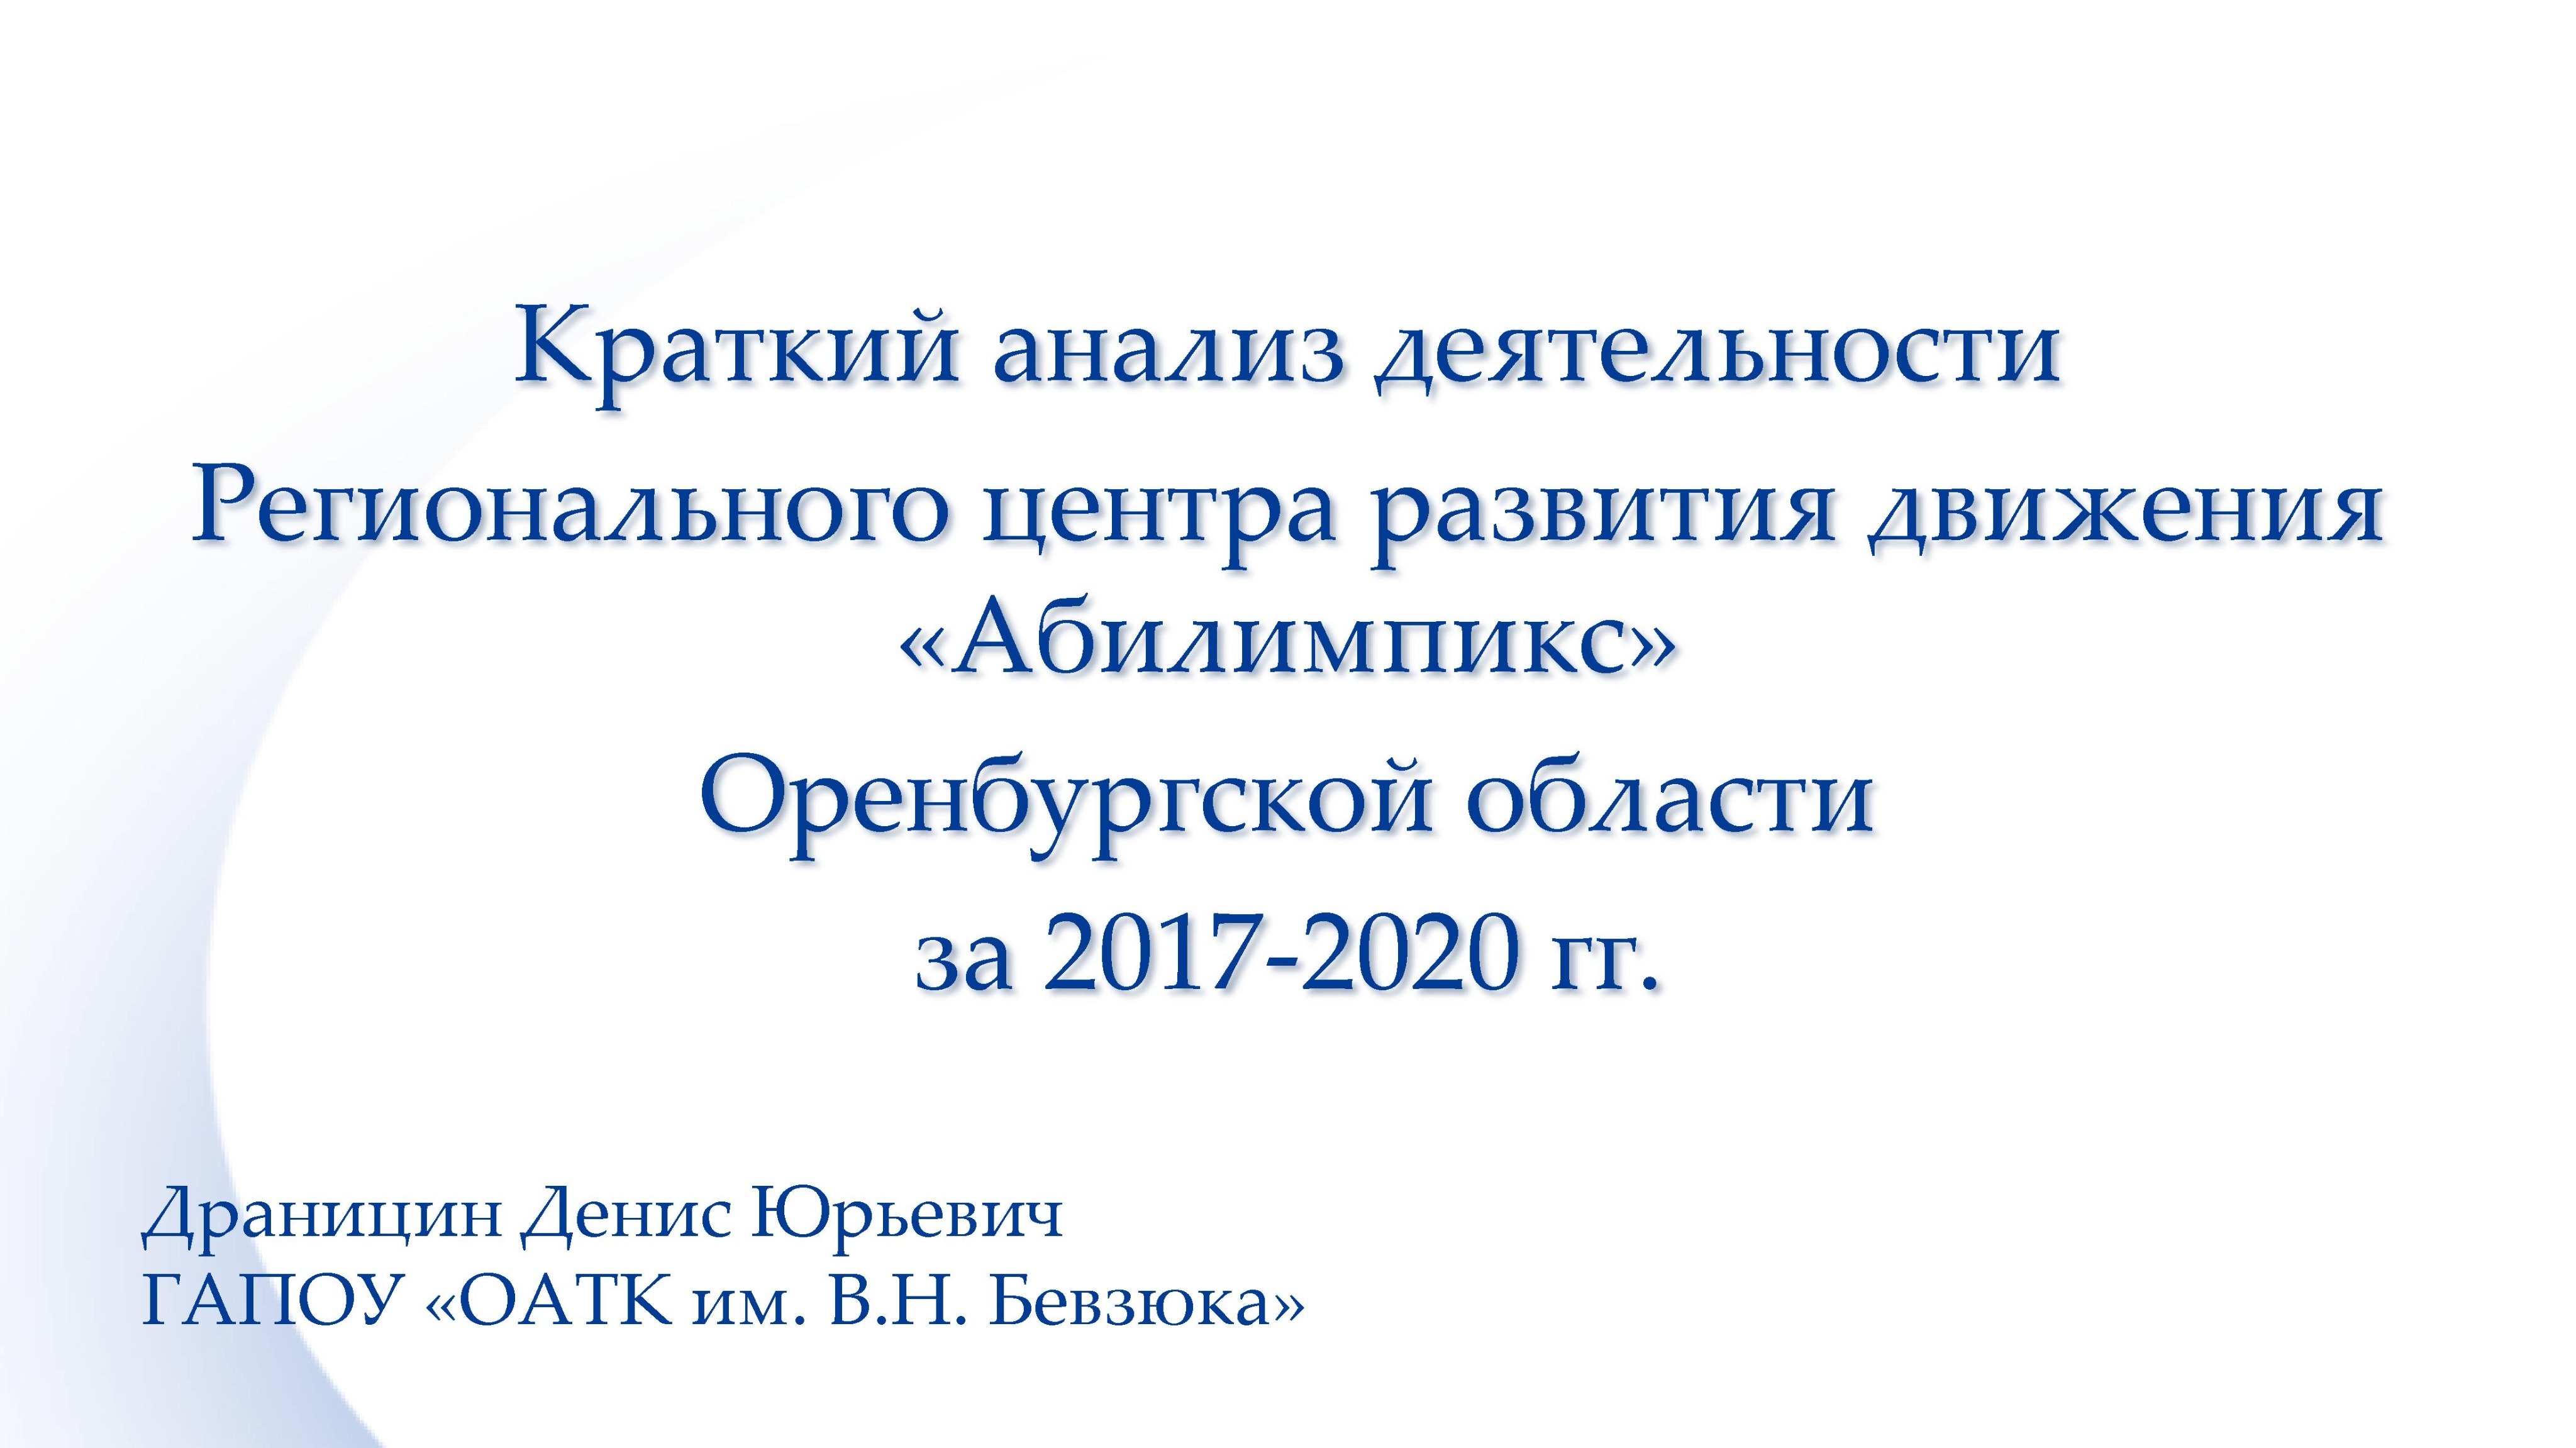 Краткий анализ деятельности
Регионального центра развития движения
«Абилимпикс»
Оренбургской области
за 2017-2020 гг.
Драницин Денис Юрьевич
ГАПОУ «ОАТК им. В.Н. Бевзюка»